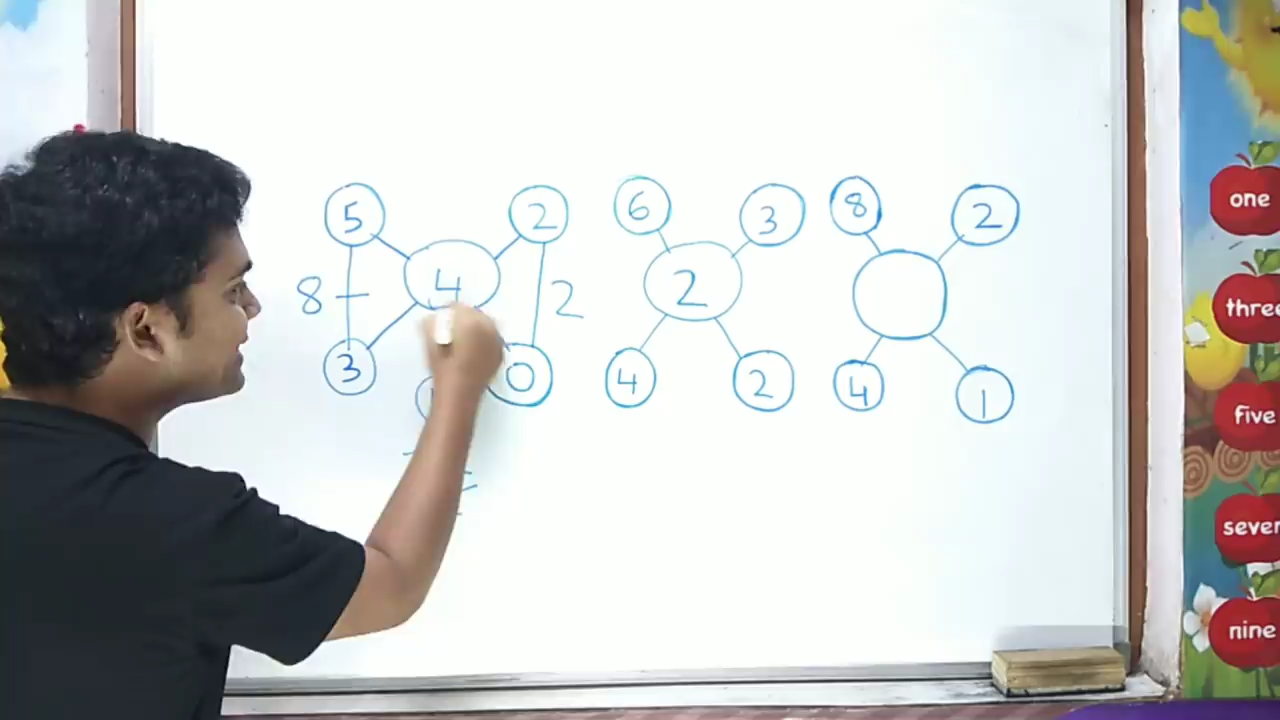 5 2 6 3 8 2
8 4 2 2
3 0 4 2 4 1
one
three
five
seven
nine